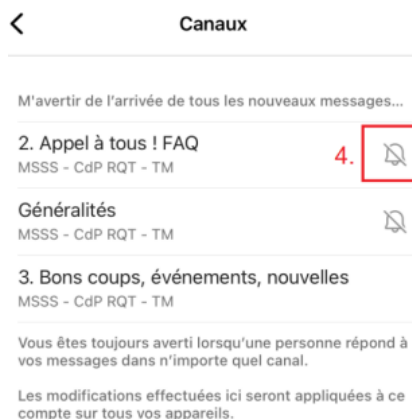 Canaux
M'avertir de l'arrivée de tous les nouveaux messages...
2. Appel à tous ! FAQ
4.
MSSS - CdP RQT - TM
Généralités
MSSS - CdP RQT - TM
3. Bons coups, événements, nouvelles
MSSS - CdP RQT - TM
Vous êtes toujours averti lorsqu'une personne répond à
vos messages dans n'importe quel canal.
Les modifications effectuées ici seront appliquées à ce
compte sur tous vos appareils.